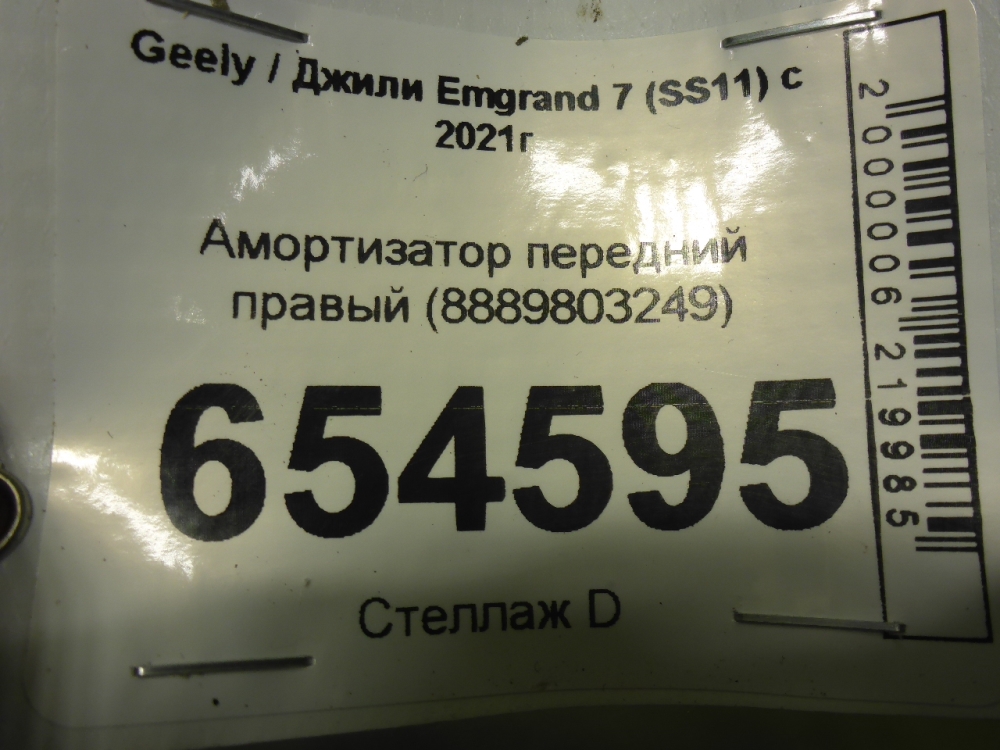 Geely / Джили Emgrand 7 (SS11) с
2021г
Амортизатор передний
правый (8889803249)
654595
Стеллаж D
2000006219985